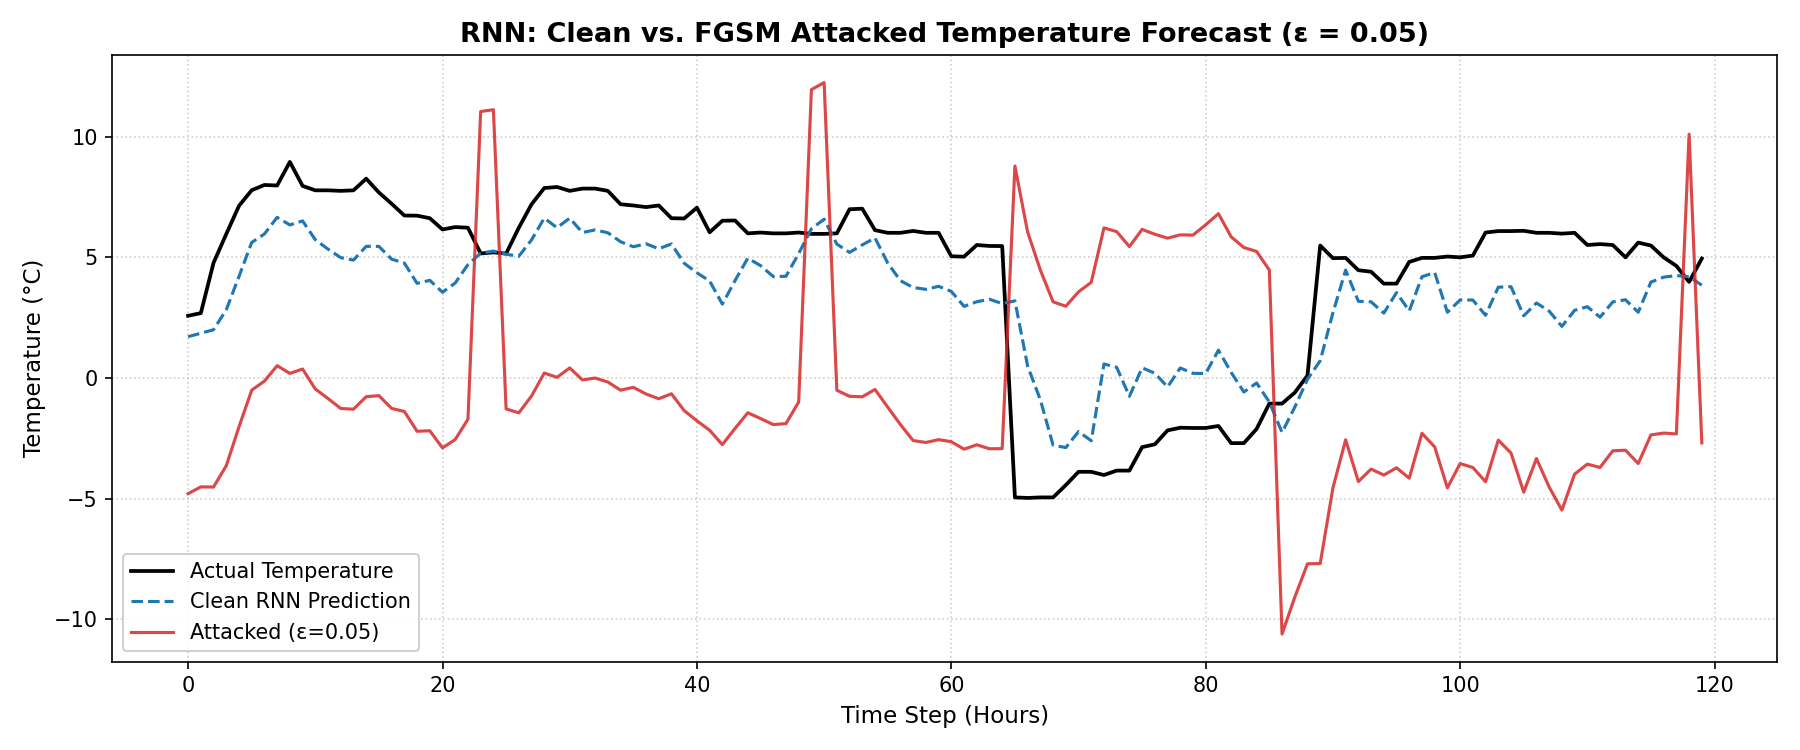 RNN: Clean vs. FGSM Attacked Temperature Forecast (ε = 0.05)
Temperature (°C)
10
5
0
−5
−10
Actual Temperature
Clean RNN Prediction
Attacked (ε=0.05)
0 20 40 60 80 100 120
Time Step (Hours)